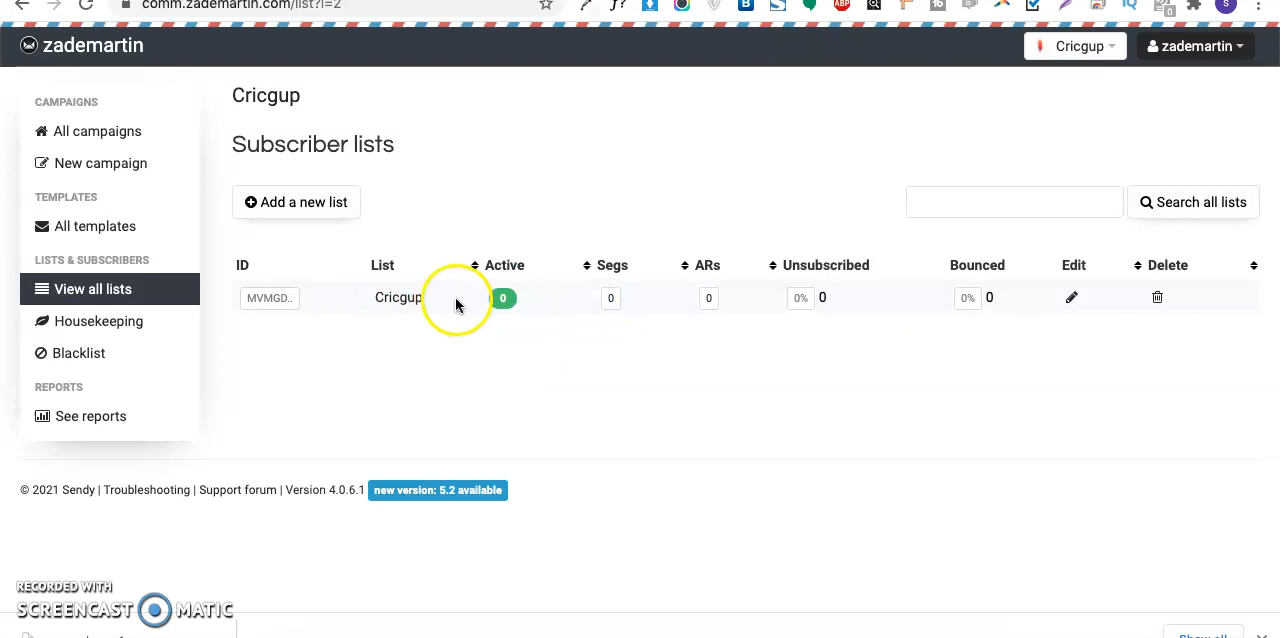 comm.zademartin.com/list?i=2
zademartin
Cricgup
zademartin
CAMPAIGNS
All campaigns
New campaign
TEMPLATES
All templates
LISTS & SUBSCRIBERS
View all lists
Housekeeping
Blacklist
REPORTS
See reports
Cricgup
Subscriber lists
Add a new list
Search all lists
ID List Active Segs ARs Unsubscribed Bounced Edit Delete
MVMGD.. Cricgup 0 0 0 0% 0 0% 0
© 2021 Sendy | Troubleshooting | Support forum | Version 4.0.6.1 new version: 5.2 available
RECORDED WITH
SCREENCAST MATIC
Show all